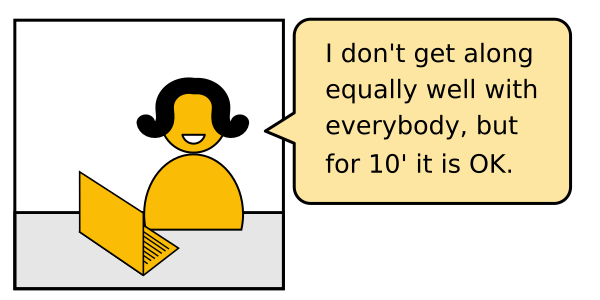 I don't get along
equally well with
everybody, but
for 10' it is OK.